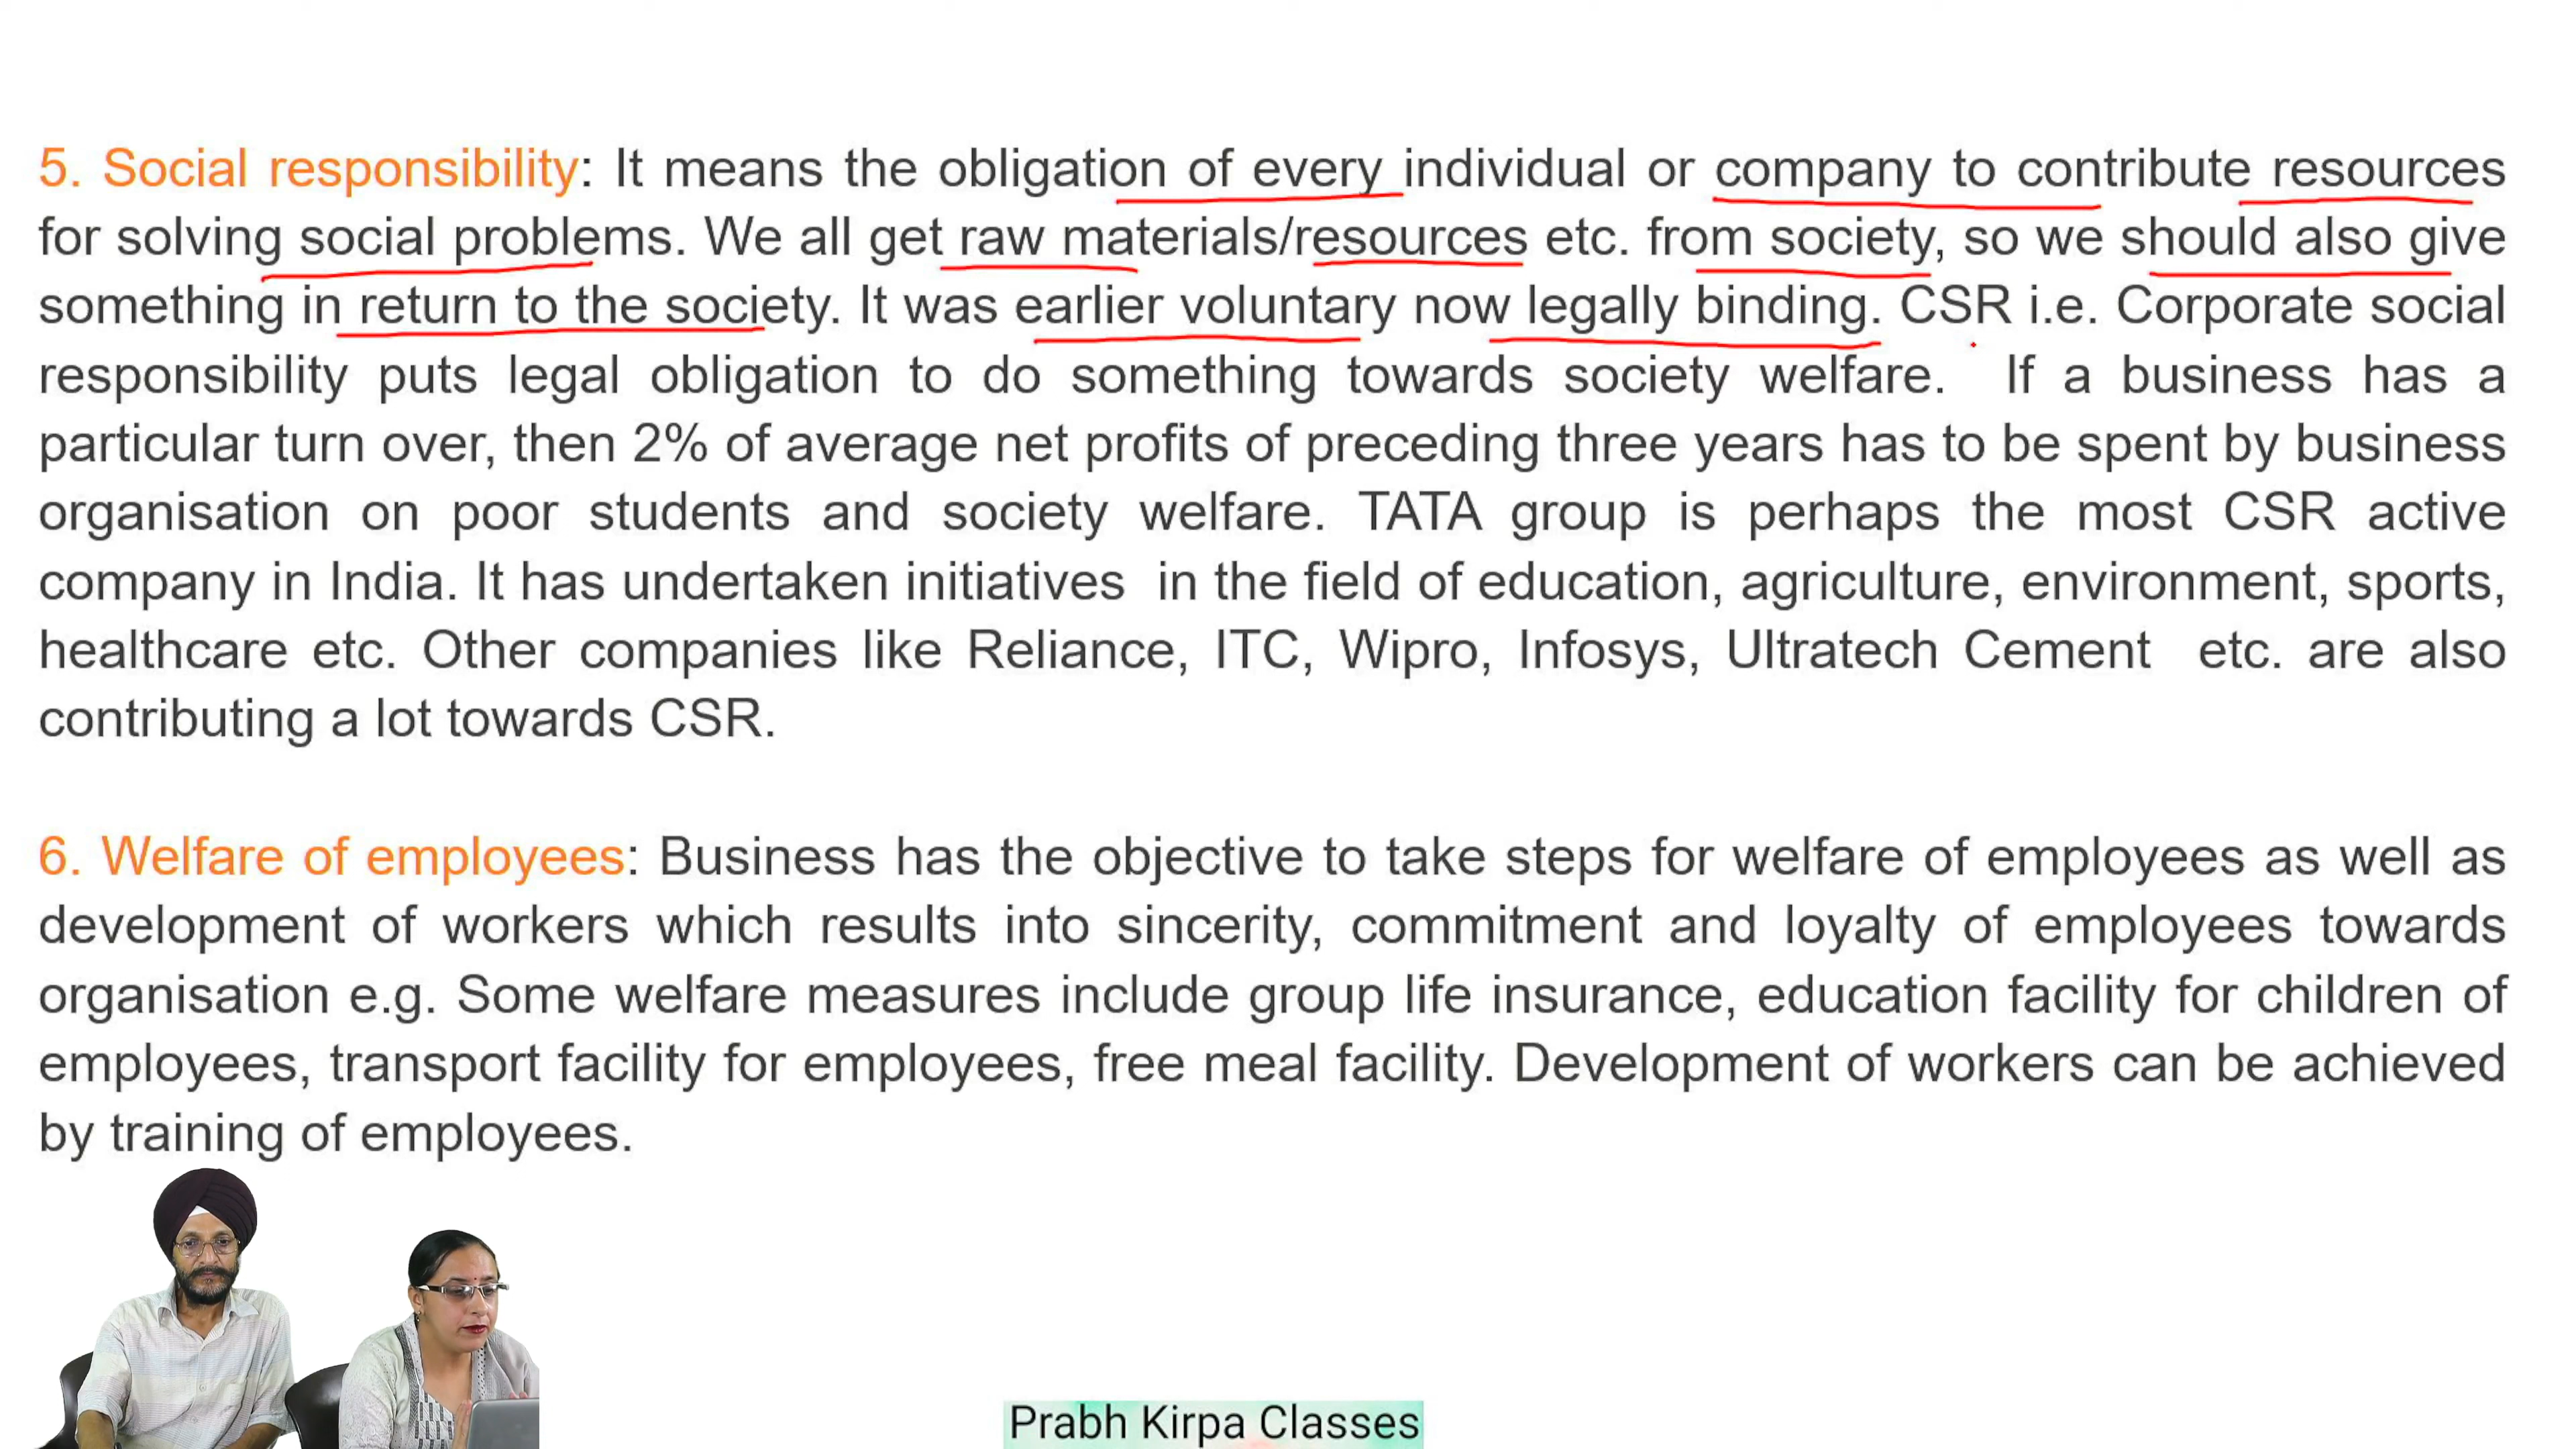 5. Social responsibility: It means the obligation of every individual or company to contribute resources
for solving social problems. We all get raw materials/resources etc. from society, so we should also give
something in return to the society. It was earlier voluntary now legally binding. CSR i.e. Corporate social
responsibility puts legal obligation to do something towards society welfare. If a business has a
particular turn over, then 2% of average net profits of preceding three years has to be spent by business
organisation on poor students and society welfare. TATA group is perhaps the most CSR active
company in India. It has undertaken initiatives in the field of education, agriculture, environment, sports,
healthcare etc. Other companies like Reliance, ITC, Wipro, Infosys, Ultratech Cement etc. are also
contributing a lot towards CSR.
6. Welfare of employees: Business has the objective to take steps for welfare of employees as well as
development of workers which results into sincerity, commitment and loyalty of employees towards
organisation e.g. Some welfare measures include group life insurance, education facility for children of
employees, transport facility for employees, free meal facility. Development of workers can be achieved
by training of employees.
Prabh Kirpa Classes